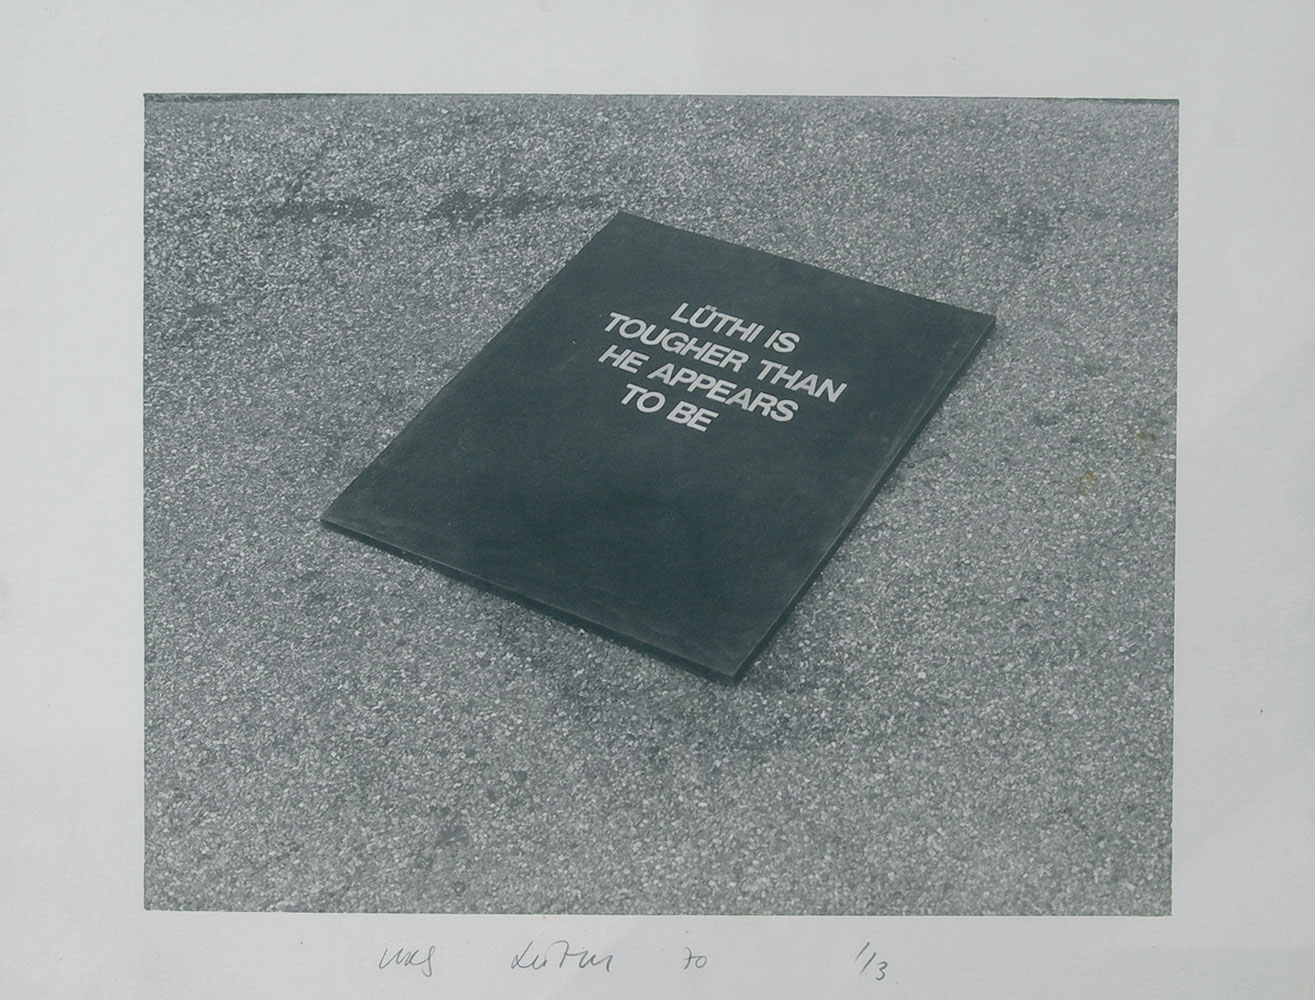 LÜTHI IS
TOUGHER THAN
HE APPEARS
TO BE
Urs Lüthi 70 1/3